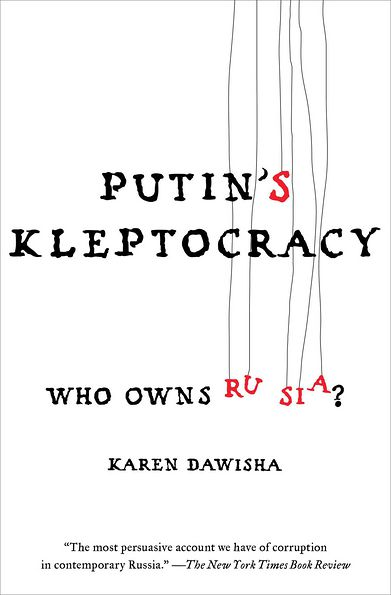 PUTIN'S
KLEPTOCRACY
WHO OWNS RU SIA?
KAREN DAWISHA
“The most persuasive account we have of corruption
in contemporary Russia.” —The New York Times Book Review